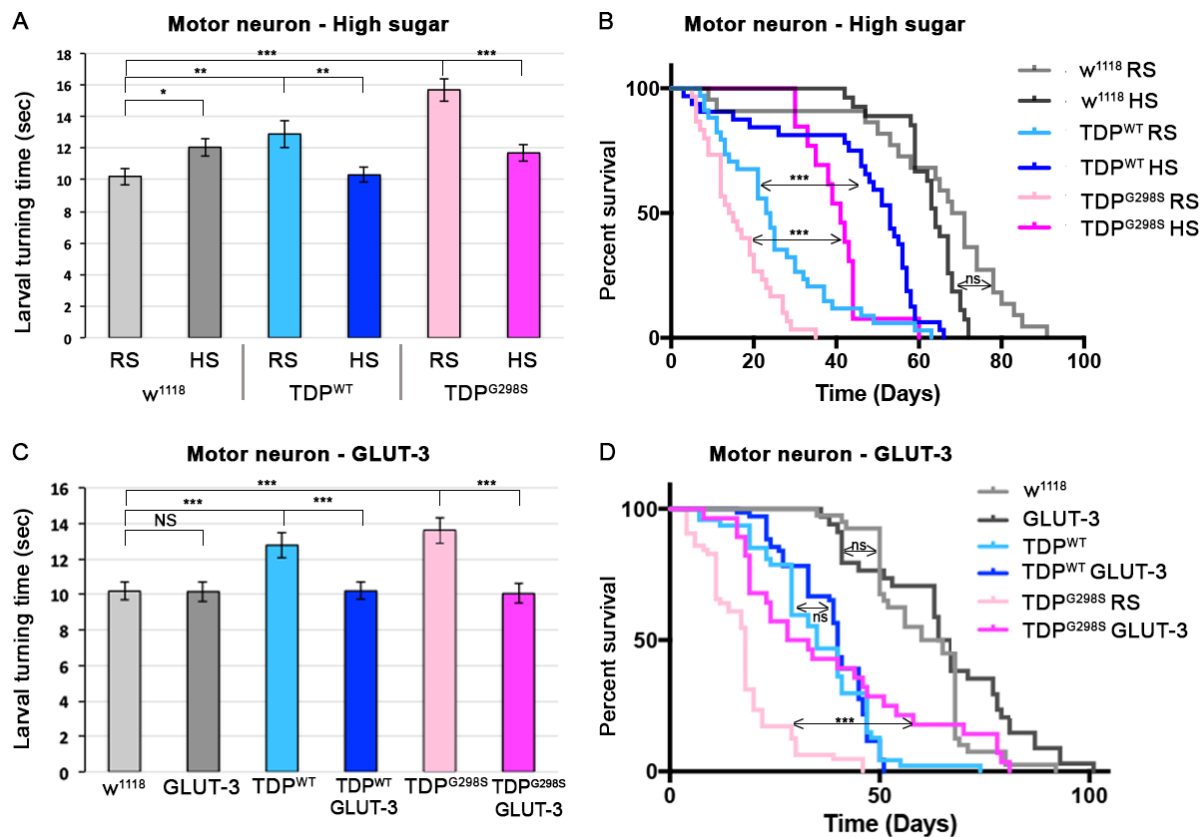 A
Motor neuron - High sugar
Larval turning time (sec)
18
16
14
12
10
8
6
4
2
0
***
***
**
**
*
RS HS RS HS RS HS
w1118 TDPWT TDPG298S
B
Motor neuron - High sugar
Percent survival
100
50
0
***
***
ns
0 20 40 60 80 100
Time (Days)
w1118 RS
w1118 HS
TDPWT RS
TDPWT HS
TDPG298S RS
TDPG298S HS
C
Motor neuron - GLUT-3
Larval turning time (sec)
16
14
12
10
8
6
4
2
0
***
***
***
***
NS
w1118 GLUT-3 TDPWT TDPWT TDPG298S TDPG298S
GLUT-3 GLUT-3
D
Motor neuron - GLUT-3
Percent survival
100
50
0
ns
ns
***
0 50 100
Time (Days)
w1118
GLUT-3
TDPWT
TDPWT GLUT-3
TDPG298S RS
TDPG298S GLUT-3